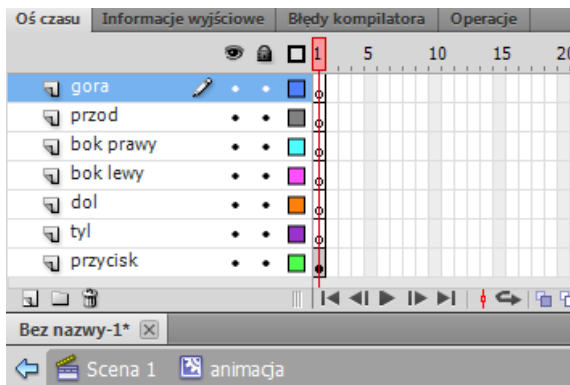 Oś czasu Informacje wyjściowe Błędy kompilatora Operacje
1 5 10 15 20
gora
przod
bok prawy
bok lewy
dol
tyl
przycisk
Bez nazwy-1*
Scena 1 animacja